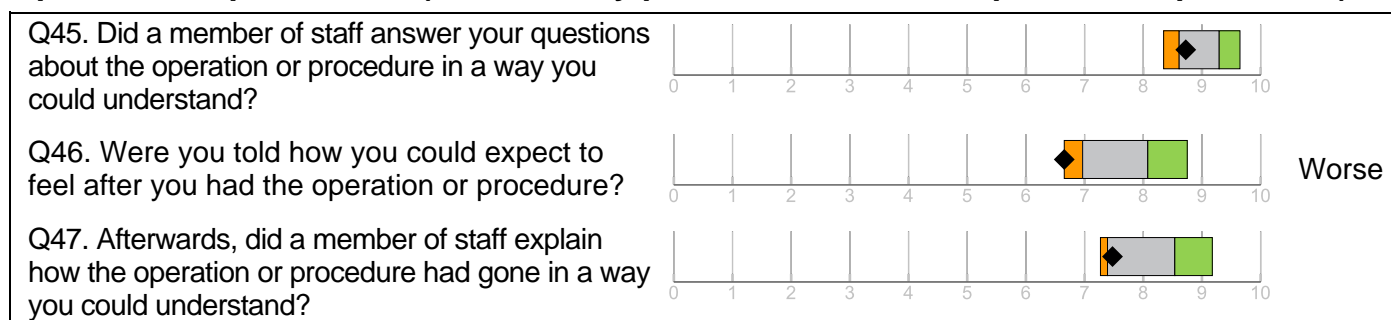 Q45. Did a member of staff answer your questions
about the operation or procedure in a way you
could understand?
0 1 2 3 4 5 6 7 8 9 10
Q46. Were you told how you could expect to
feel after you had the operation or procedure?
Worse
0 1 2 3 4 5 6 7 8 9 10
Q47. Afterwards, did a member of staff explain
how the operation or procedure had gone in a way
you could understand?
0 1 2 3 4 5 6 7 8 9 10